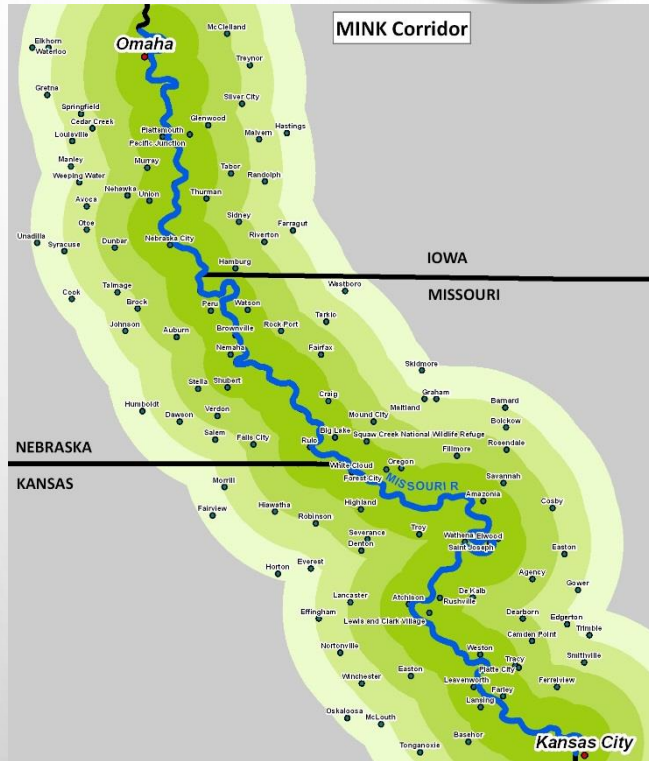 MINK Corridor
McClelland
Elkhorn
Waterloo
Omaha
Treynor
Gretna
Silver City
Springfield
Cedar Creek
Glenwood
Louisville
Plattsmouth
Pacific Junction
Malvern
Hastings
Manley
Murray
Tabor
Weeping Water
Randolph
Nehawka
Union
Thurman
Avoca
Otoe
Sidney
Farragut
Unadilla
Syracuse
Dunbar
Nebraska City
Riverton
IOWA
Hamburg
MISSOURI
Westboro
Cook
Talmage
Brock
Peru
Watson
Tarkio
Johnson
Auburn
Brownville
Rock Port
Nemaha
Fairfax
Skidmore
Stella
Shubert
Craig
Maitland
Graham
Barnard
Humboldt
Dawson
Verdon
Mound City
Bolckow
Salem
Falls City
Big Lake
Squaw Creek National Wildlife Refuge
Rulo
Fillmore
Rosendale
NEBRASKA
White Cloud
Oregon
KANSAS
Morrill
Forest City
MISSOURI R
Savannah
Amazonia
Fairview
Hiawatha
Highland
Cosby
Robinson
Severance
Troy
Wathena
Elwood
Denton
Saint Joseph
Easton
Horton
Everest
Agency
Gower
Lancaster
Atchison
De Kalb
Rushville
Effingham
Lewis and Clark Village
Dearborn
Edgerton
Camden Point
Trimble
Nortonville
Weston
Tracy
Platte City
Smithville
Winchester
Easton
Leavenworth
Farley
Ferrelview
Lansing
Oskaloosa
McLouth
Basehor
Tonganoxie
Kansas City